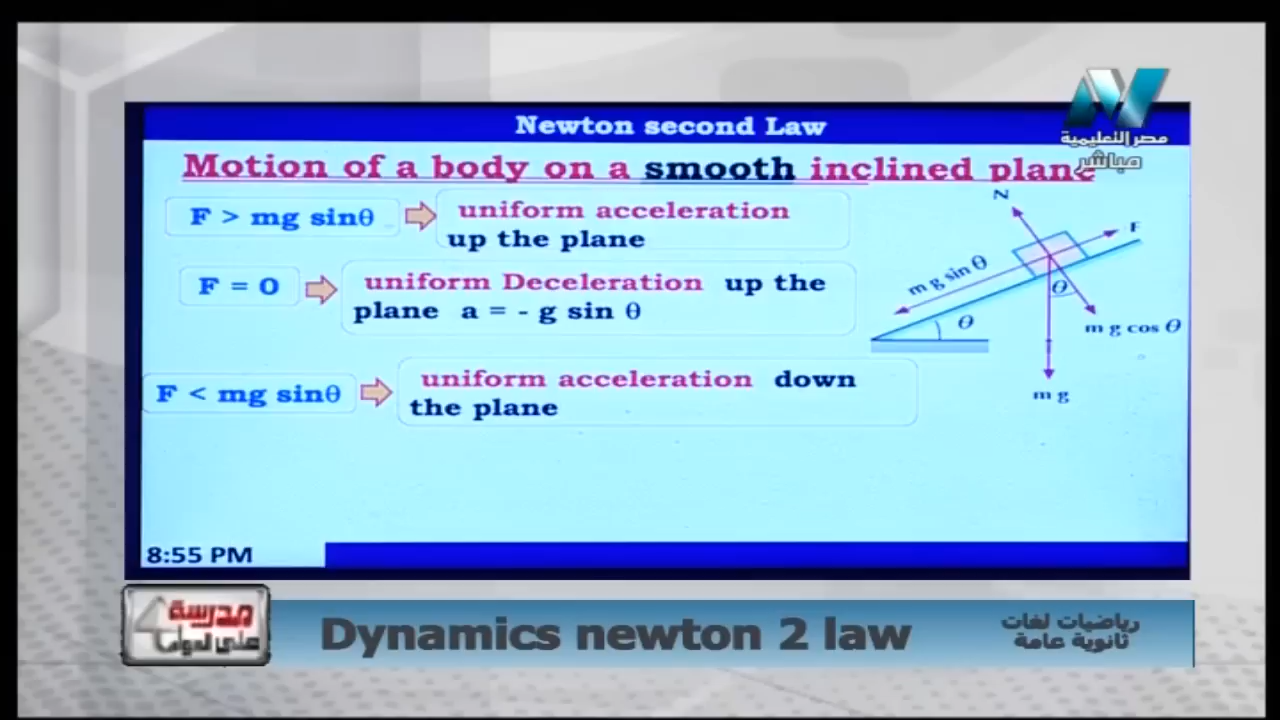 Newton second Law
مصر التعليمية
مباشر
Motion of a body on a smooth inclined plane
F > mg sinθ
uniform acceleration
up the plane
F = 0
uniform Deceleration up the
plane a = - g sin θ
F < mg sinθ
uniform acceleration down
the plane
N
F
m g sin θ
θ
θ
m g cos θ
m g
8:55 PM
مدرسة
على الهوا
Dynamics newton 2 law
رياضيات لغات
ثانوية عامة